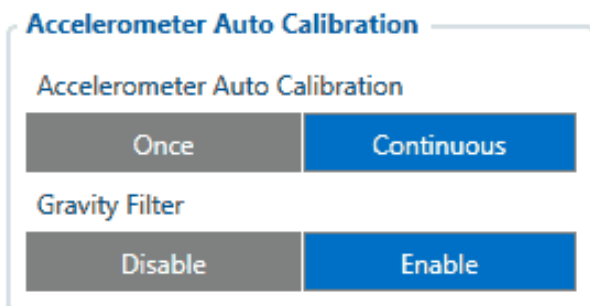 Accelerometer Auto Calibration
Accelerometer Auto Calibration
Once Continuous
Gravity Filter
Disable Enable